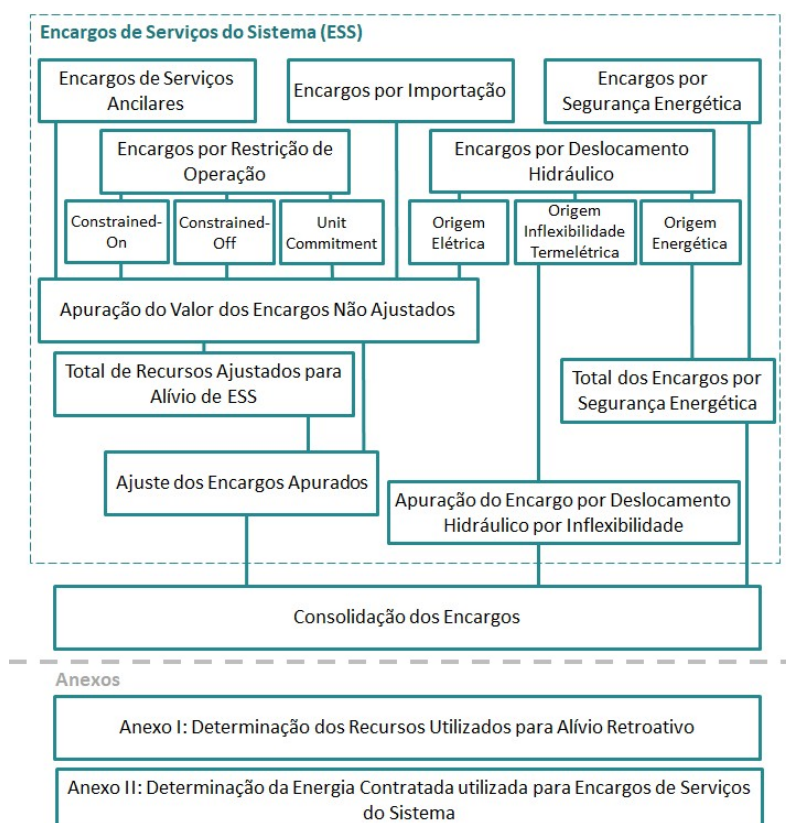 Encargos de Serviços do Sistema (ESS)
Encargos de Serviços
Ancilares
Encargos por Importação
Encargos por
Segurança Energética
Encargos por Restrição de
Operação
Encargos por Deslocamento
Hidráulico
Constrained-
On
Constrained-
Off
Unit
Commitment
Origem
Elétrica
Origem
Inflexibilidade
Termelétrica
Origem
Energética
Apuração do Valor dos Encargos Não Ajustados
Total de Recursos Ajustados para
Alívio de ESS
Total dos Encargos por
Segurança Energética
Ajuste dos Encargos Apurados
Apuração do Encargo por Deslocamento
Hidráulico por Inflexibilidade
Consolidação dos Encargos
Anexos
Anexo I: Determinação dos Recursos Utilizados para Alívio Retroativo
Anexo II: Determinação da Energia Contratada utilizada para Encargos de Serviços
do Sistema